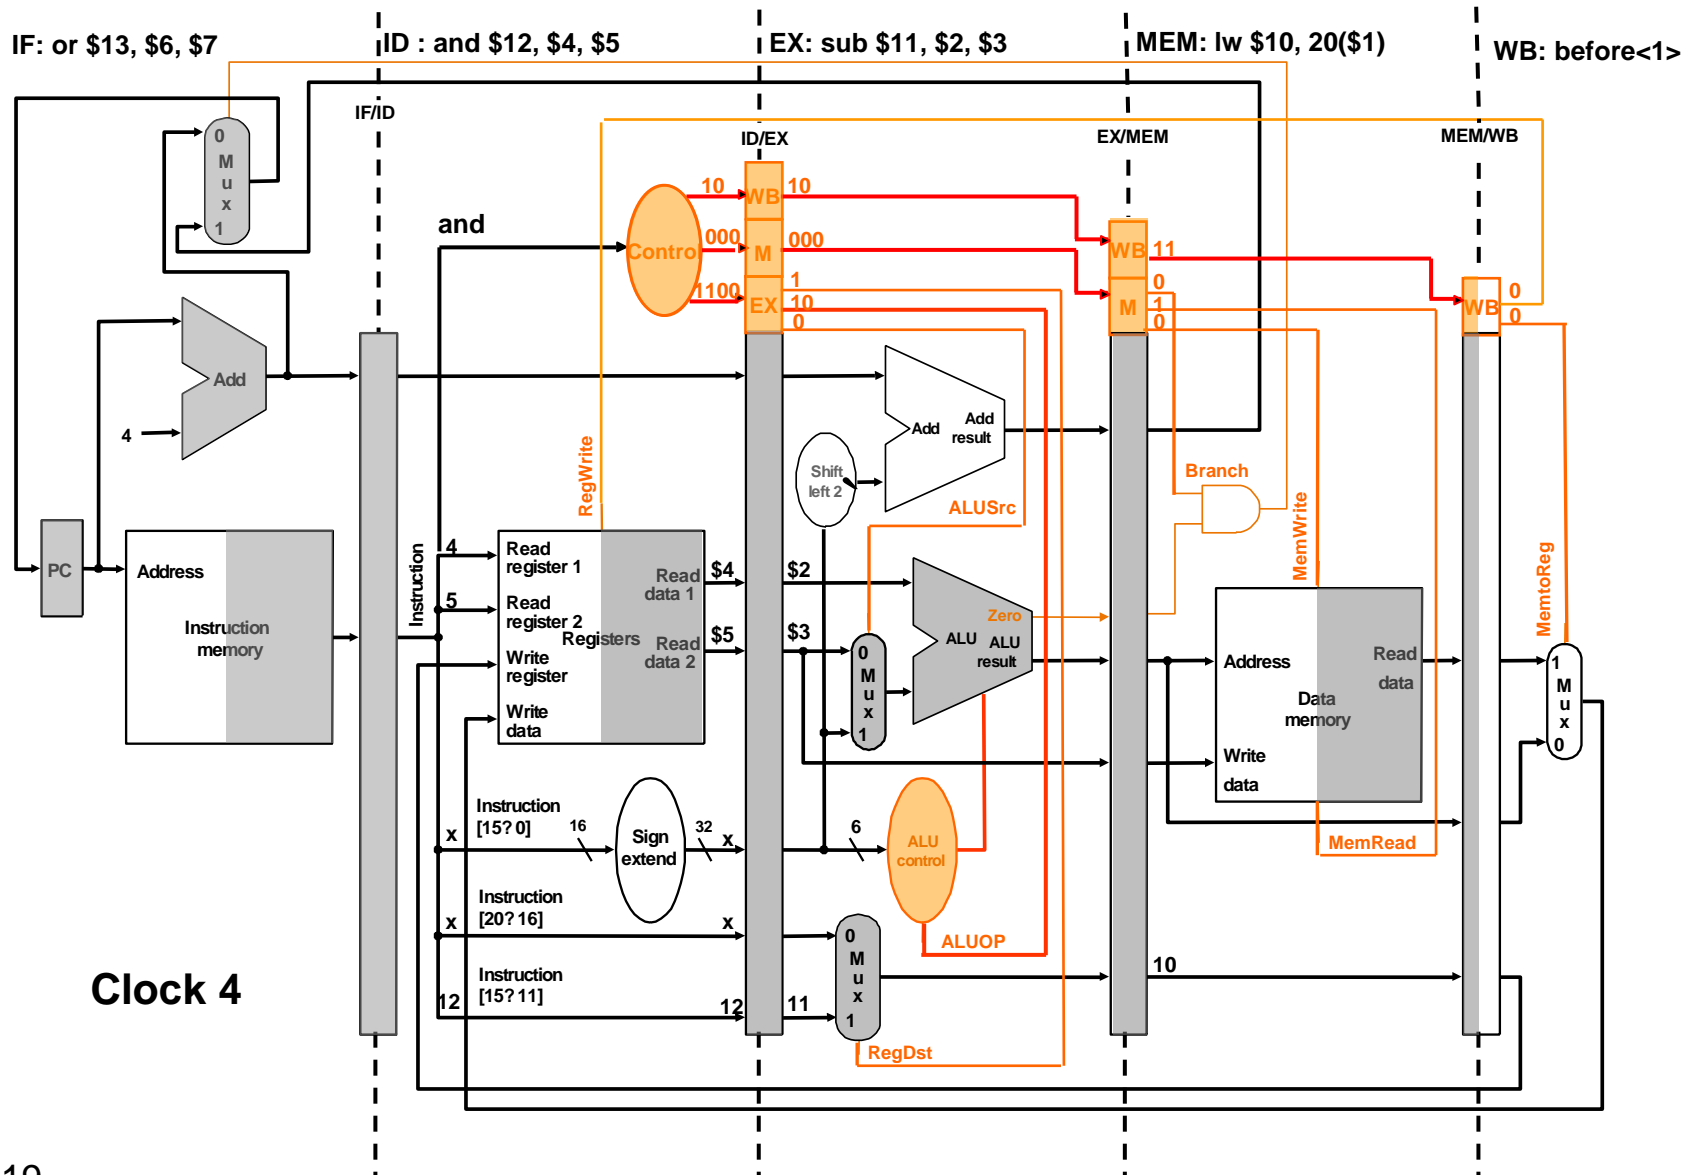 IF: or $13, $6, $7
ID : and $12, $4, $5
EX: sub $11, $2, $3
MEM: lw $10, 20($1)
WB: before<1>
IF/ID
ID/EX
EX/MEM
MEM/WB
0
M
u
x
1
Add
4
PC
Address
Instruction
memory
Instruction
and
Control
10
000
1100
WB
M
EX
10
000
1
10
0
WB
M
11
0
1
0
WB
0
0
RegWrite
4
5
Read
register 1
Read
register 2
Registers
Write
register
Write
data
Read
data 1
Read
data 2
$4
$5
$2
$3
Shift
left 2
Add
Add
result
ALUSrc
0
M
u
x
1
Zero
ALU
ALU
result
Branch
MemWrite
Address
Read
data
Data
memory
Write
data
MemRead
MemtoReg
1
M
u
x
0
Instruction
[15?0]
x
16
Sign
extend
32
x
6
ALU
control
Instruction
[20?16]
x
x
0
M
u
x
1
ALUOP
Instruction
[15?11]
12
12
11
10
RegDst
Clock 4